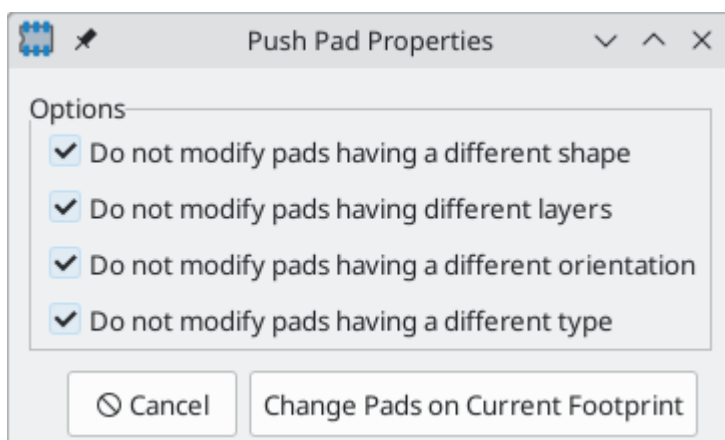 Push Pad Properties
Options
Do not modify pads having a different shape
Do not modify pads having different layers
Do not modify pads having a different orientation
Do not modify pads having a different type
Cancel
Change Pads on Current Footprint